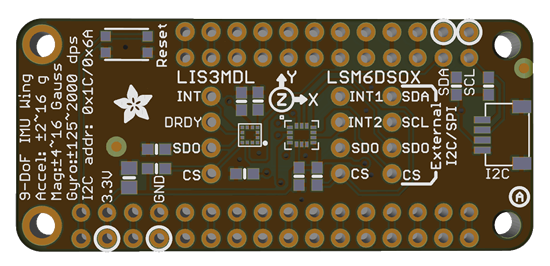 9-DoF IMU Wing
Accel: ±2~16 g
Mag:±4~16 Gauss
Gyro:±125~2000 dps
I2C addr: 0x1C/0x6A
3.3V
GND
Reset
LIS3MDL
INT
DRDY
SDO
CS
Y
Z
X
LSM6DSOX
INT1
INT2
SDO
CS
SDA
SCL
SDO
CS
External
I2C/SPI
SDA
SCL
I2C
A